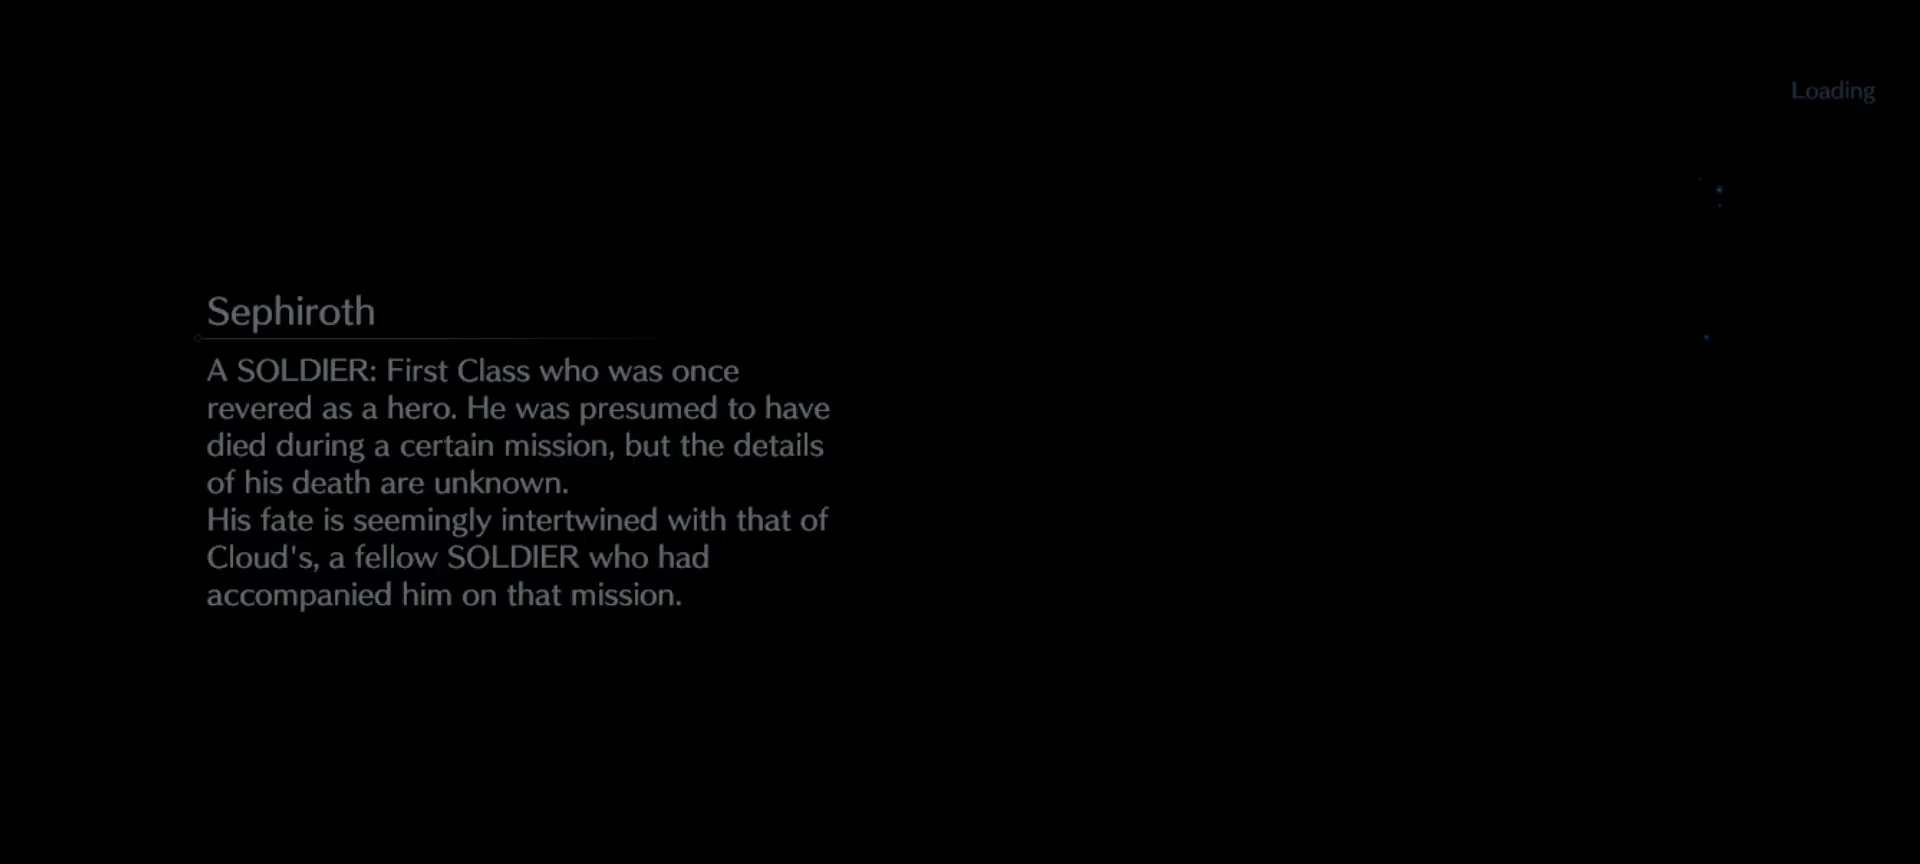 Loading
Sephiroth
A SOLDIER: First Class who was once
revered as a hero. He was presumed to have
died during a certain mission, but the details
of his death are unknown.
His fate is seemingly intertwined with that of
Cloud's, a fellow SOLDIER who had
accompanied him on that mission.